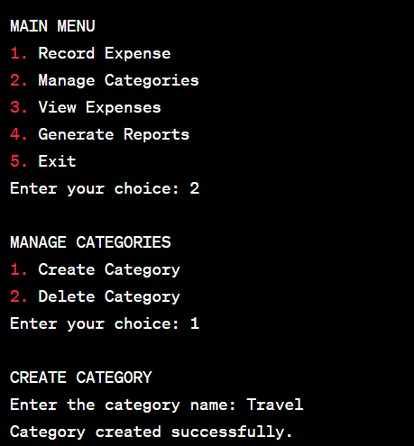 MAIN MENU
1. Record Expense
2. Manage Categories
3. View Expenses
4. Generate Reports
5. Exit
Enter your choice: 2
MANAGE CATEGORIES
1. Create Category
2. Delete Category
Enter your choice: 1
CREATE CATEGORY
Enter the category name: Travel
Category created successfully.